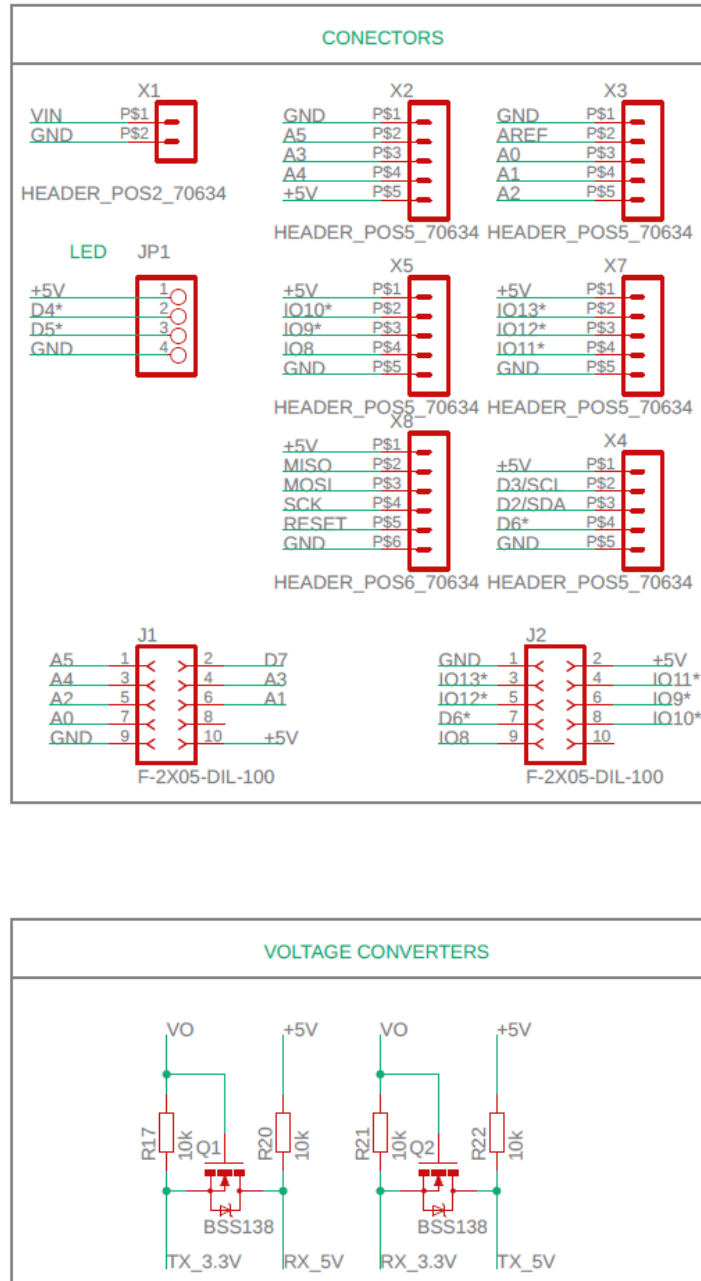 CONECTORS
X1
VIN P$1
GND P$2
HEADER_POS2_70634
X2
GND P$1
A5 P$2
A3 P$3
A4 P$4
+5V P$5
HEADER_POS5_70634
X3
GND P$1
AREF P$2
A0 P$3
A1 P$4
A2 P$5
HEADER_POS5_70634
LED JP1
+5V 1
D4* 2
D5* 3
GND 4
X5
+5V P$1
IO10* P$2
IO9* P$3
IO8 P$4
GND P$5
HEADER_POS5_70634
X7
+5V P$1
IO13* P$2
IO12* P$3
IO11* P$4
GND P$5
HEADER_POS5_70634
X8
+5V P$1
MISO P$2
MOSI P$3
SCK P$4
RESET P$5
GND P$6
HEADER_POS6_70634
X4
+5V P$1
D3/SCL P$2
D2/SDA P$3
D6* P$4
GND P$5
HEADER_POS5_70634
J1
A5 1 2 D7
A4 3 4 A3
A2 5 6 A1
A0 7 8
GND 9 10 +5V
F-2X05-DIL-100
J2
GND 1 2 +5V
IO13* 3 4 IO11*
IO12* 5 6 IO9*
D6* 7 8 IO10*
IO8 9 10
F-2X05-DIL-100
VOLTAGE CONVERTERS
VO +5V VO +5V
R17 10k Q1 R20 10k R21 10k Q2 R22 10k
BSS138 BSS138
TX_3.3V RX_5V RX_3.3V TX_5V